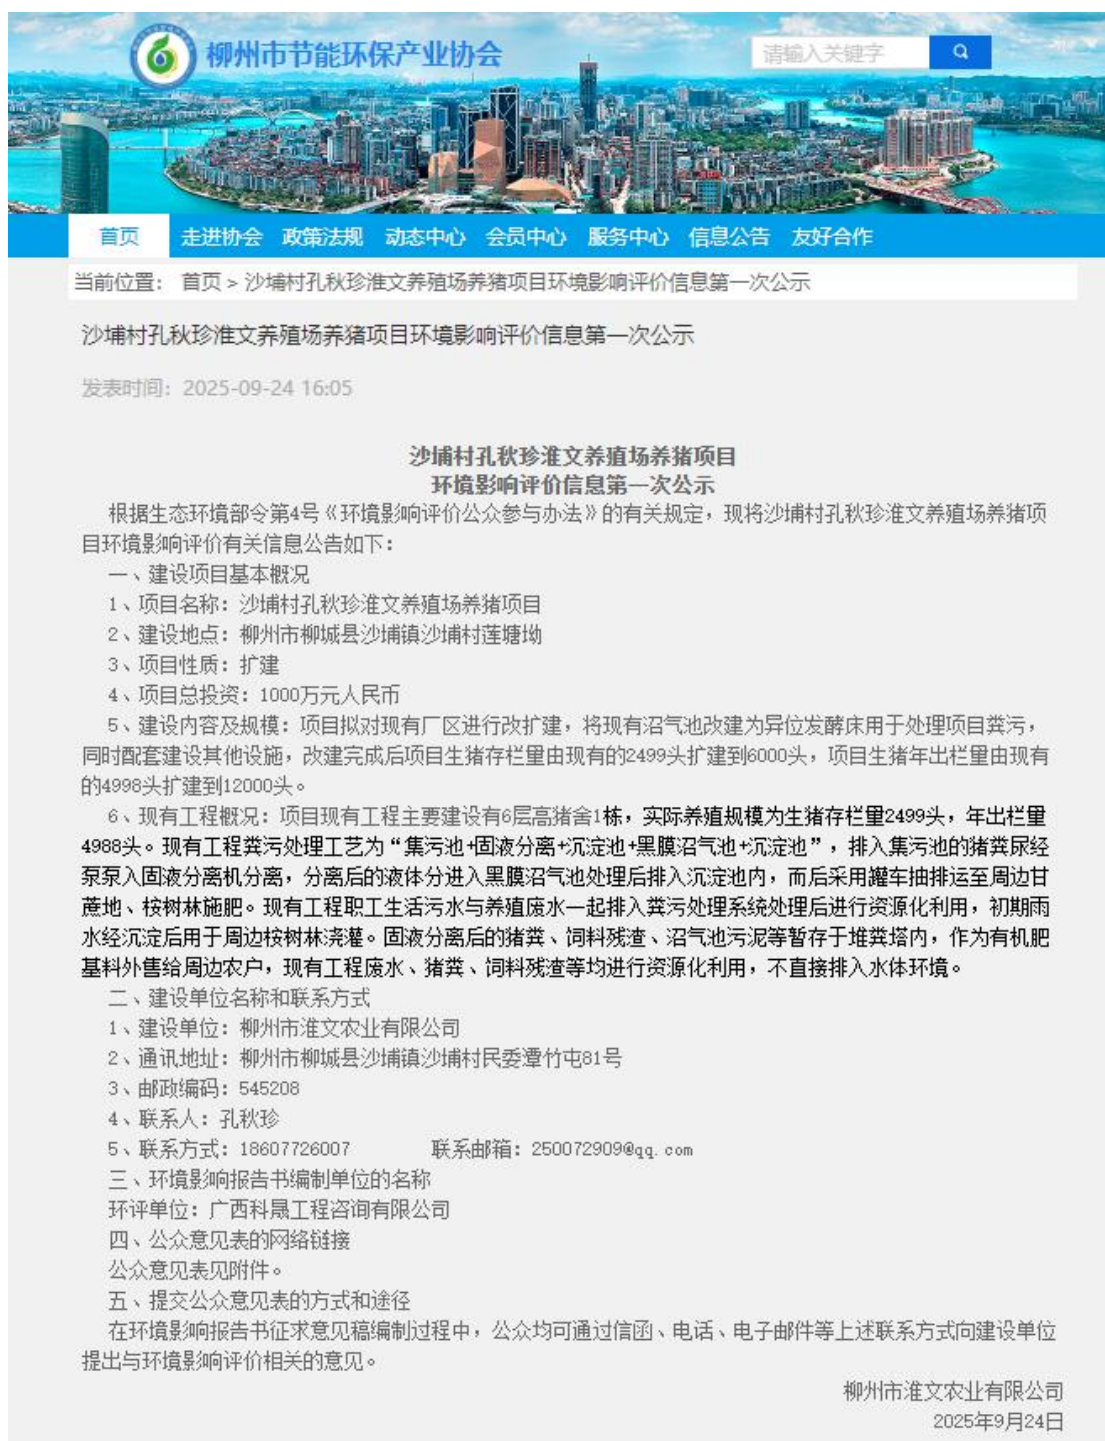 柳州市节能环保产业协会
请输入关键字
首页 走进协会 政策法规 动态中心 会员中心 服务中心 信息公告 友好合作
当前位置： 首页 > 沙埔村孔秋珍淮文养殖场养猪项目环境影响评价信息第一次公示
沙埔村孔秋珍淮文养殖场养猪项目环境影响评价信息第一次公示
发表时间：2025-09-24 16:05
沙埔村孔秋珍淮文养殖场养猪项目
环境影响评价信息第一次公示
根据生态环境部令第4号《环境影响评价公众参与办法》的有关规定，现将沙埔村孔秋珍淮文养殖场养猪项
目环境影响评价有关信息公告如下：
一、建设项目基本概况
1、项目名称：沙埔村孔秋珍淮文养殖场养猪项目
2、建设地点：柳州市柳城县沙埔镇沙埔村莲塘坳
3、项目性质：扩建
4、项目总投资：1000万元人民币
5、建设内容及规模：项目拟对现有厂区进行改扩建，将现有沼气池改建为异位发酵床用于处理项目粪污，
同时配套建设其他设施，改建完成后项目生猪存栏量由现有的2499头扩建到6000头，项目生猪年出栏量由现有
的4998头扩建到12000头。
6、现有工程概况：项目现有工程主要建设有6层高猪舍1栋，实际养殖规模为生猪存栏量2499头，年出栏量
4988头。现有工程粪污处理工艺为“集污池+固液分离+沉淀池+黑膜沼气池+沉淀池”，排入集污池的猪粪尿经
泵泵入固液分离机分离，分离后的液体分进入黑膜沼气池处理后排入沉淀池内，而后采用罐车抽排运至周边甘
蔗地、桉树林施肥。现有工程职工生活污水与养殖废水一起排入粪污处理系统处理后进行资源化利用，初期雨
水经沉淀后用于周边桉树林浇灌。固液分离后的猪粪、饲料残渣、沼气池污泥等暂存于堆粪塔内，作为有机肥
基料外售给周边农户，现有工程废水、猪粪、饲料残渣等均进行资源化利用，不直接排入水体环境。
二、建设单位名称和联系方式
1、建设单位：柳州市淮文农业有限公司
2、通讯地址：柳州市柳城县沙埔镇沙埔村民委潭竹屯81号
3、邮政编码：545208
4、联系人：孔秋珍
5、联系方式：18607726007 联系邮箱：250072909@qq.com
三、环境影响报告书编制单位的名称
环评单位：广西科晟工程咨询有限公司
四、公众意见表的网络链接
公众意见表见附件。
五、提交公众意见表的方式和途径
在环境影响报告书征求意见稿编制过程中，公众均可通过信函、电话、电子邮件等上述联系方式向建设单位
提出与环境影响评价相关的意见。
柳州市淮文农业有限公司
2025年9月24日